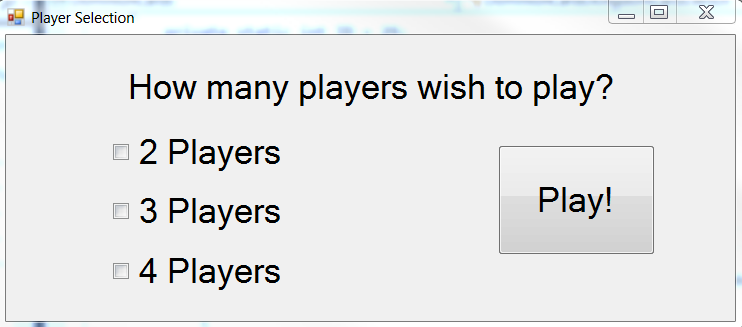 Player Selection
How many players wish to play?
2 Players
3 Players
4 Players
Play!